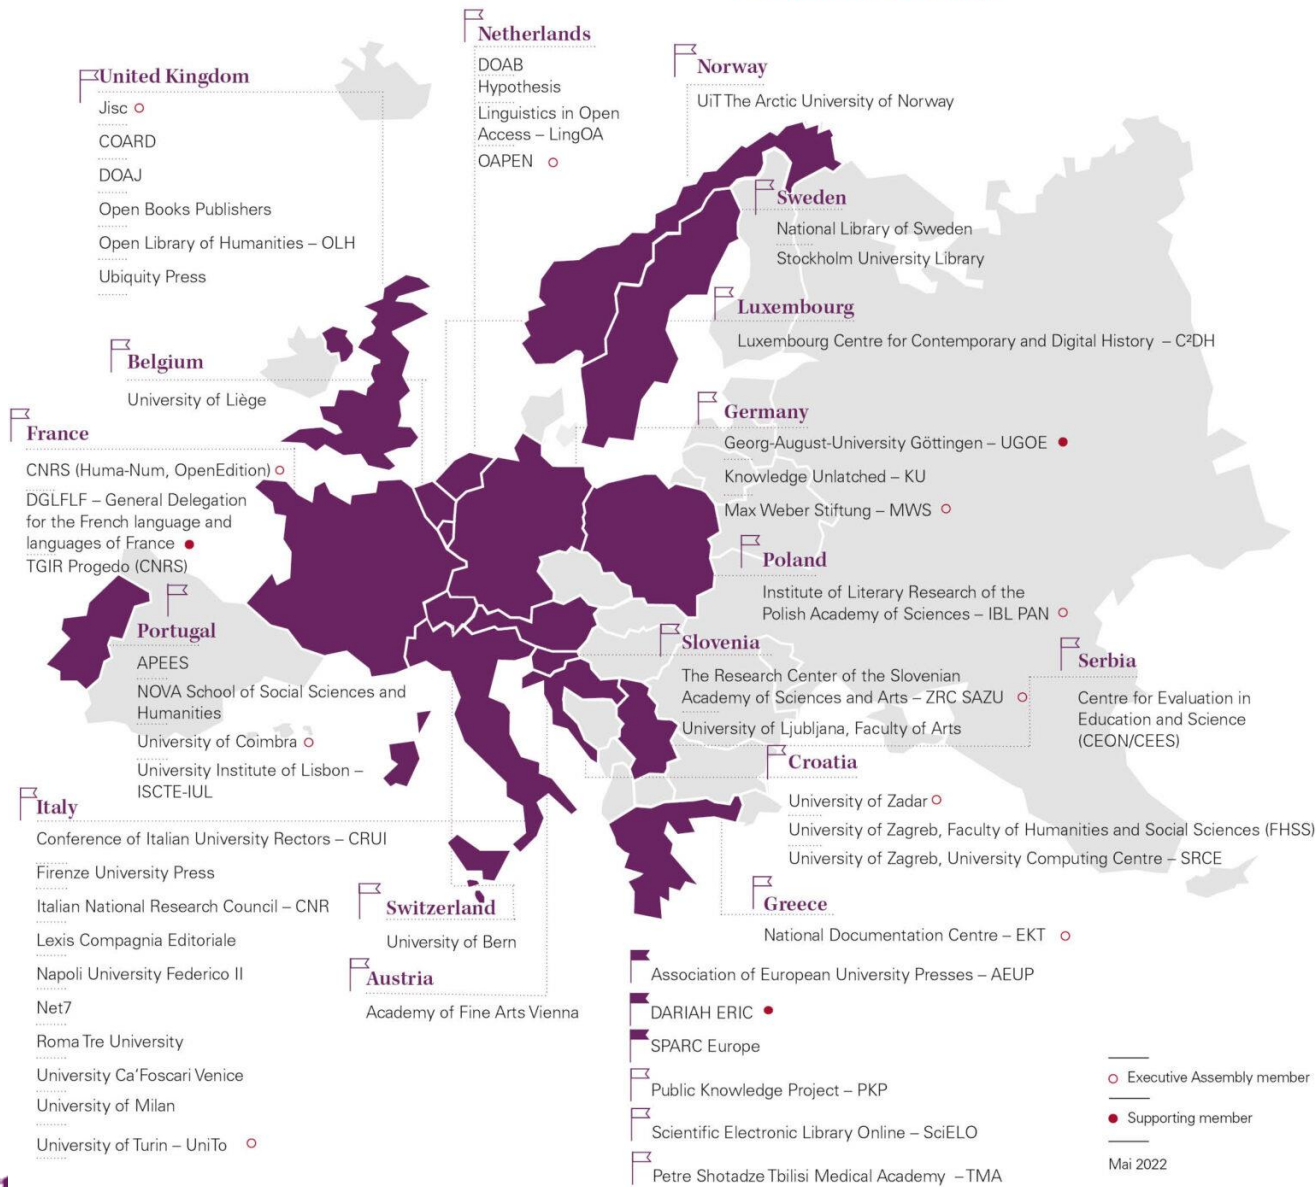 United Kingdom
Jisc
COARD
DOAJ
Open Books Publishers
Open Library of Humanities – OLH
Ubiquity Press
Netherlands
DOAB
Hypothesis
Linguistics in Open
Access – LingOA
OAPEN
Norway
UiT The Arctic University of Norway
Sweden
National Library of Sweden
Stockholm University Library
Luxembourg
Luxembourg Centre for Contemporary and Digital History – C²DH
Belgium
University of Liège
Germany
Georg-August-University Göttingen – UGOE
Knowledge Unlatched – KU
Max Weber Stiftung – MWS
France
CNRS (Huma-Num, OpenEdition)
DGLFLF – General Delegation
for the French language and
languages of France
TGIR Progedo (CNRS)
Poland
Institute of Literary Research of the
Polish Academy of Sciences – IBL PAN
Portugal
APEES
NOVA School of Social Sciences and
Humanities
University of Coimbra
University Institute of Lisbon –
ISCTE-IUL
Slovenia
The Research Center of the Slovenian
Academy of Sciences and Arts – ZRC SAZU
University of Ljubljana, Faculty of Arts
Serbia
Centre for Evaluation in
Education and Science
(CEON/CEES)
Croatia
University of Zadar
University of Zagreb, Faculty of Humanities and Social Sciences (FHSS)
University of Zagreb, University Computing Centre – SRCE
Italy
Conference of Italian University Rectors – CRUI
Firenze University Press
Italian National Research Council – CNR
Lexis Compagnia Editoriale
Napoli University Federico II
Net7
Roma Tre University
University Ca‘Foscari Venice
University of Milan
University of Turin – UniTo
Switzerland
University of Bern
Austria
Academy of Fine Arts Vienna
Greece
National Documentation Centre – EKT
Association of European University Presses – AEUP
DARIAH ERIC
SPARC Europe
Public Knowledge Project – PKP
Scientific Electronic Library Online – SciELO
Petre Shotadze Tbilisi Medical Academy – TMA
Executive Assembly member
Supporting member
Mai 2022